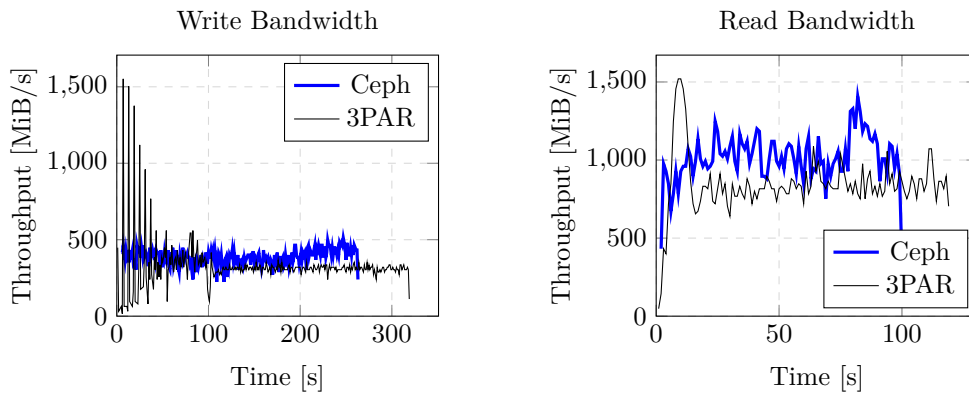 Write Bandwidth
Throughput [MiB/s]
1,500
1,000
500
0
0 100 200 300
Time [s]
Ceph
3PAR
Read Bandwidth
Throughput [MiB/s]
1,500
1,000
500
0
0 50 100
Time [s]
Ceph
3PAR